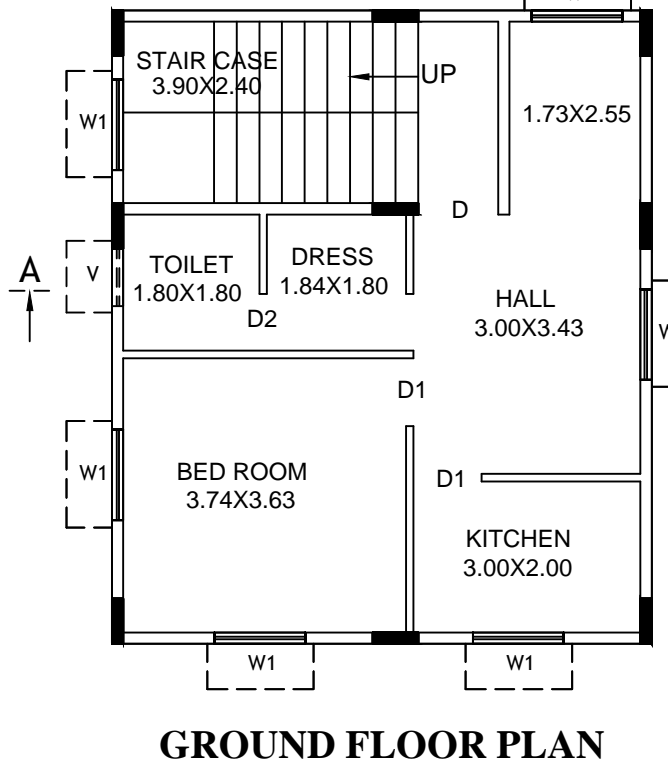 STAIR CASE
3.90X2.40
UP
W1
1.73X2.55
D
A
V
TOILET
1.80X1.80
DRESS
1.84X1.80
D2
HALL
3.00X3.43
D1
W1
BED ROOM
3.74X3.63
D1
KITCHEN
3.00X2.00
W1
W1
GROUND FLOOR PLAN